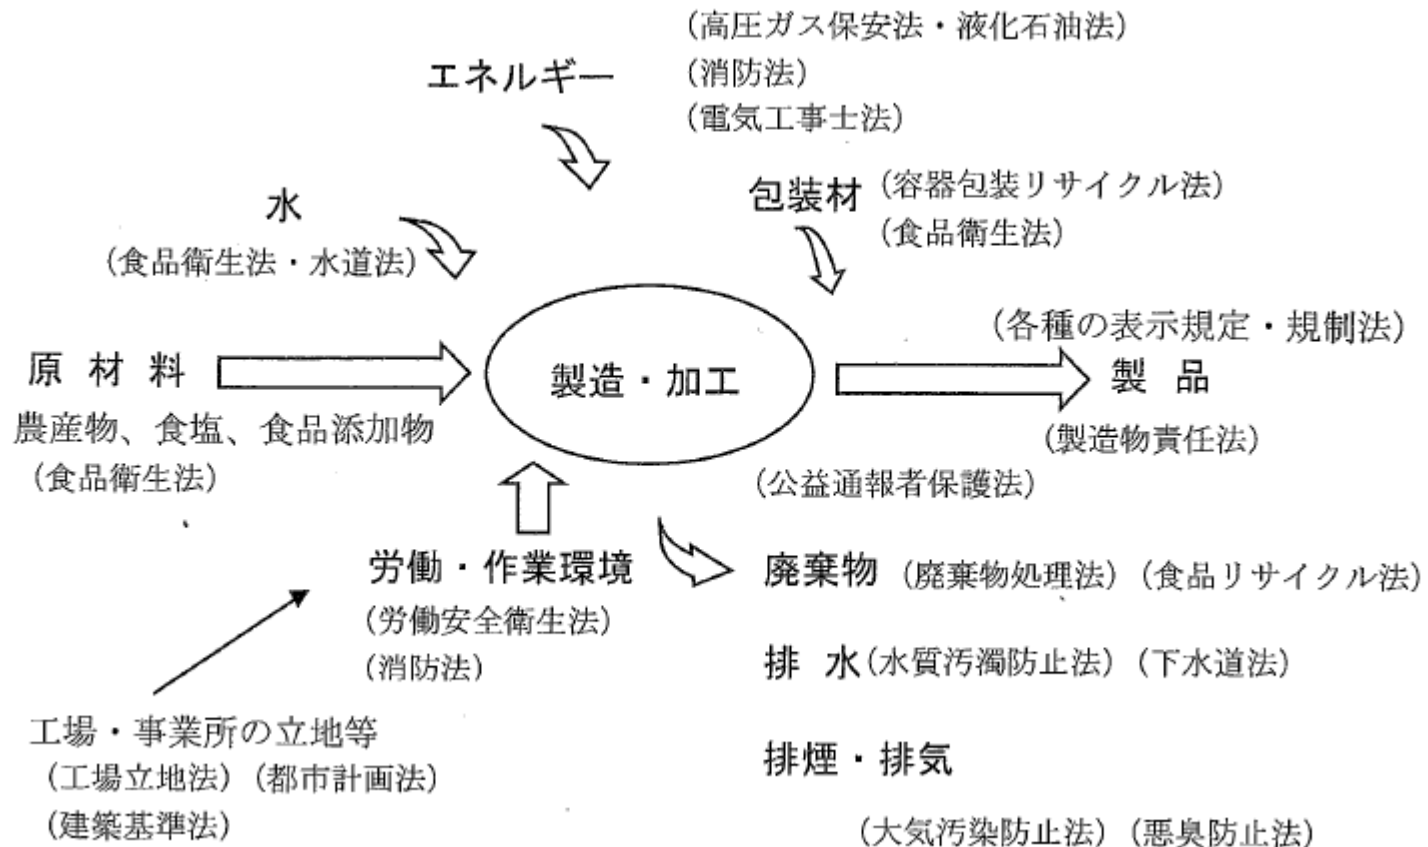 (高圧ガス保安法・液化石油法)
エネルギー
(消防法)
(電気工事士法)
包装材 (容器包装リサイクル法)
(食品衛生法)
水
(食品衛生法・水道法)
(各種の表示規定・規制法)
原 材 料
製造・加工
製 品
農産物、食塩、食品添加物
(食品衛生法)
(製造物責任法)
(公益通報者保護法)
労働・作業環境
(労働安全衛生法)
(消防法)
廃棄物 (廃棄物処理法) (食品リサイクル法)
排 水(水質汚濁防止法) (下水道法)
工場・事業所の立地等
(工場立地法) (都市計画法)
(建築基準法)
排煙・排気
(大気汚染防止法) (悪臭防止法)